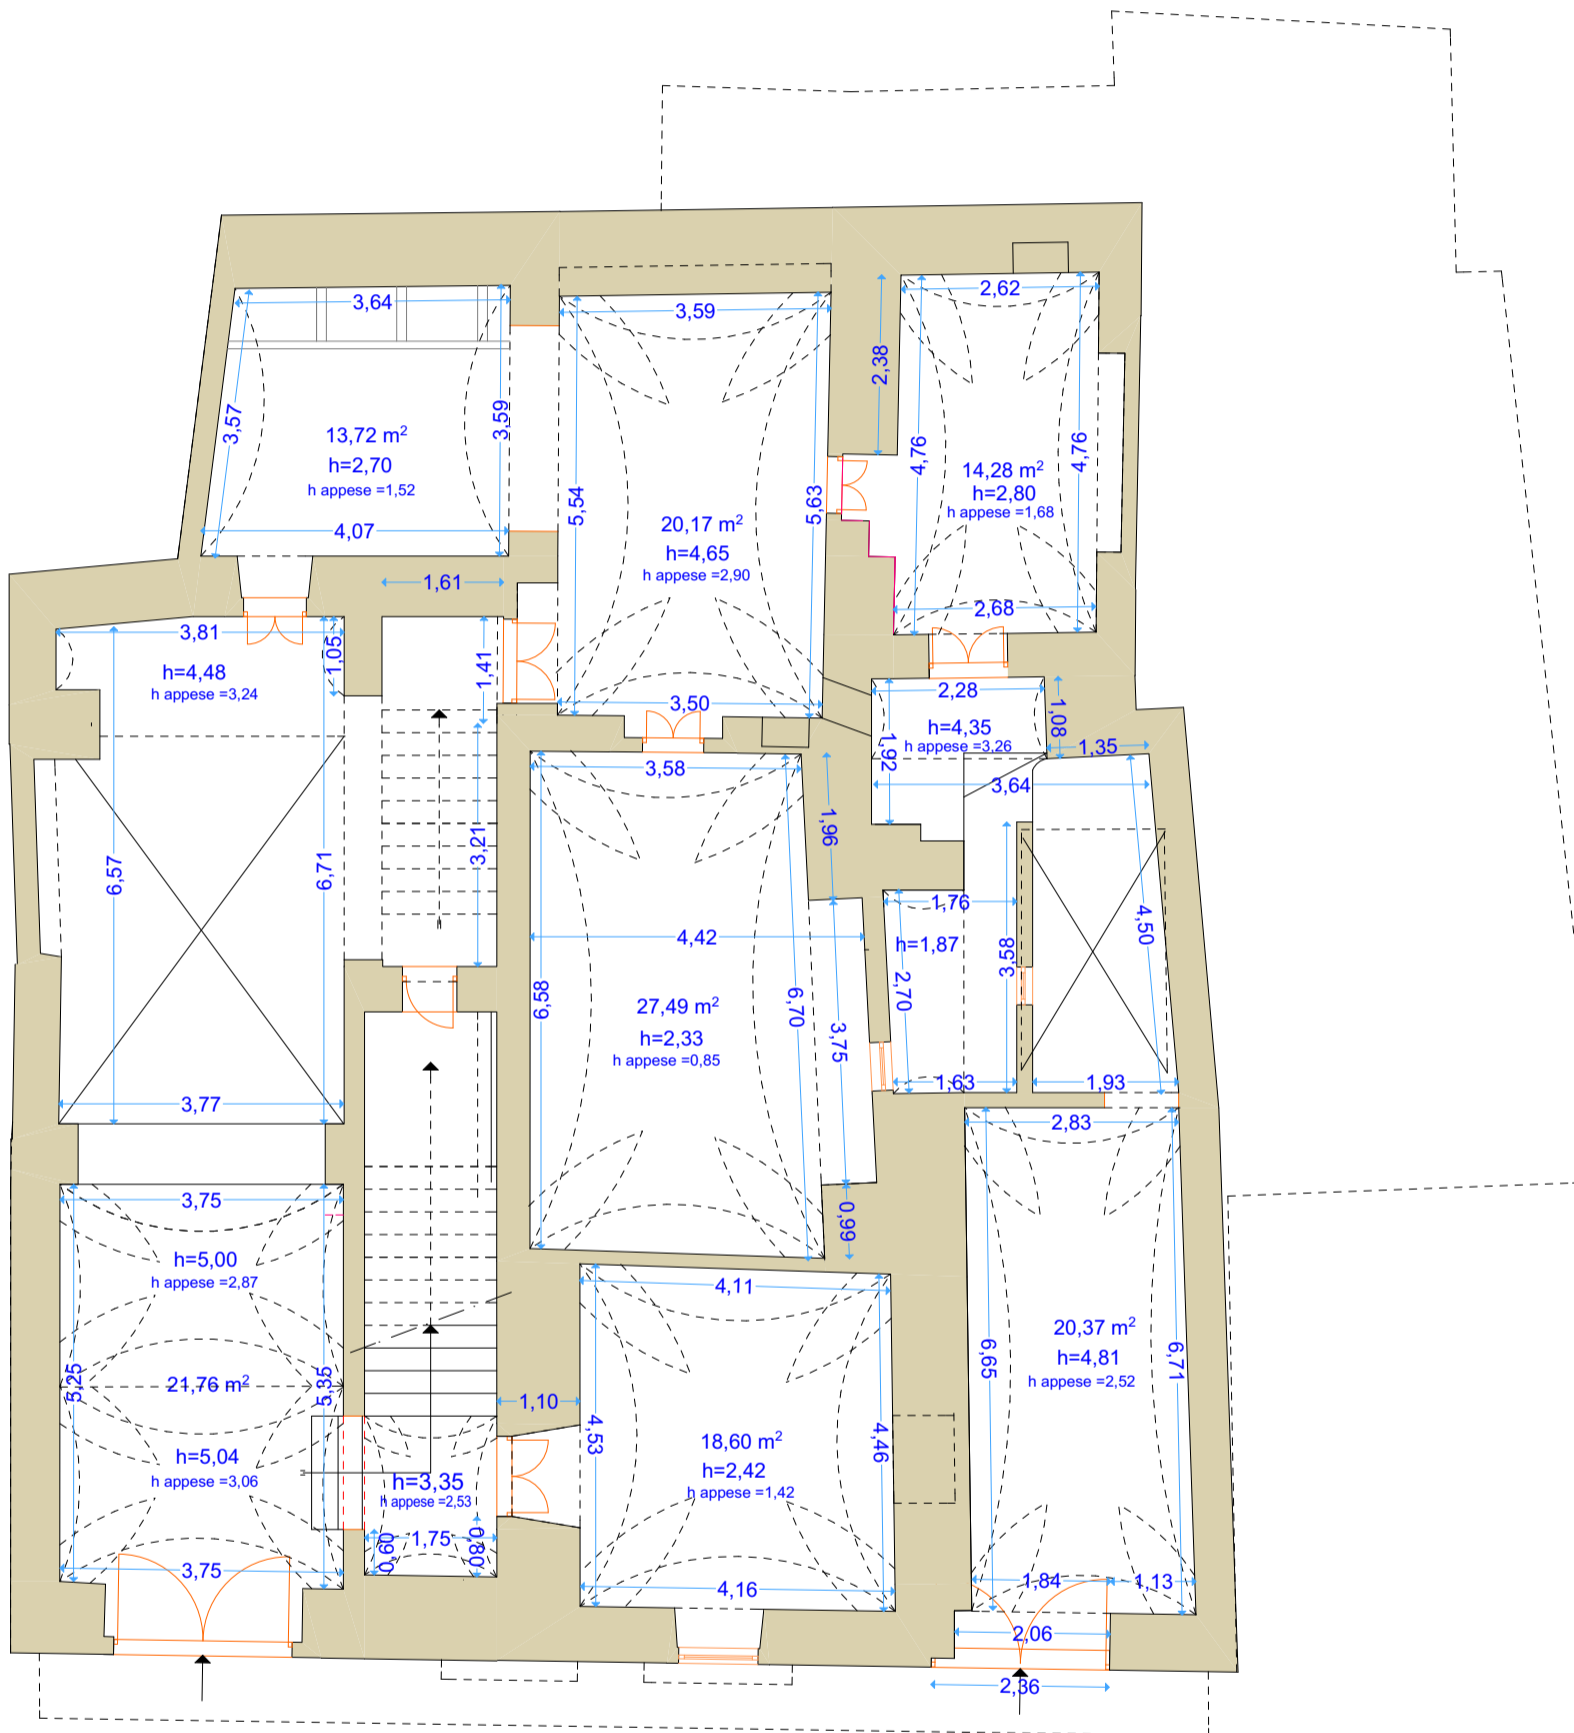 3,64
3,57
3,59
13,72 m²
h=2,70
h appese =1,52
4,07
3,59
5,54
5,63
20,17 m²
h=4,65
h appese =2,90
3,50
2,38
2,62
4,76
4,76
14,28 m²
h=2,80
h appese =1,68
2,68
1,61
3,81
1,05
h=4,48
h appese =3,24
6,57
6,71
3,77
1,41
3,21
2,28
h=4,35
h appese =3,26
1,08
1,92
1,35
3,64
3,58
1,96
4,42
6,58
6,70
27,49 m²
h=2,33
h appese =0,85
3,75
0,99
1,76
h=1,87
2,70
3,58
4,50
1,63
1,93
2,83
3,75
h=5,00
h appese =2,87
5,25
5,35
21,76 m²
h=5,04
h appese =3,06
3,75
h=3,35
h appese =2,53
1,75
0,60
0,80
1,10
4,11
4,53
4,46
18,60 m²
h=2,42
h appese =1,42
4,16
6,65
6,71
20,37 m²
h=4,81
h appese =2,52
1,84
1,13
2,06
2,36